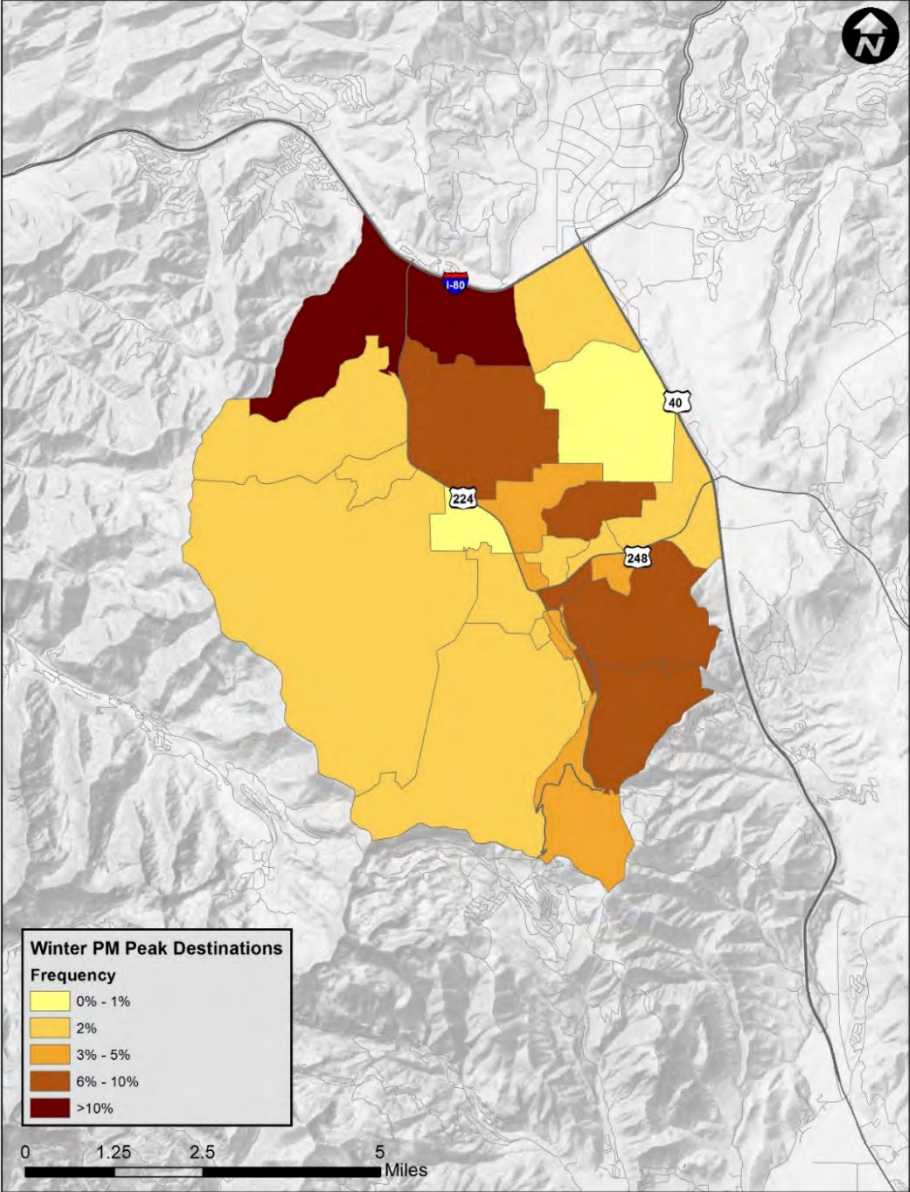 N
I-80
40
224
248
Winter PM Peak Destinations
Frequency
0% - 1%
2%
3% - 5%
6% - 10%
>10%
0 1.25 2.5 5
Miles